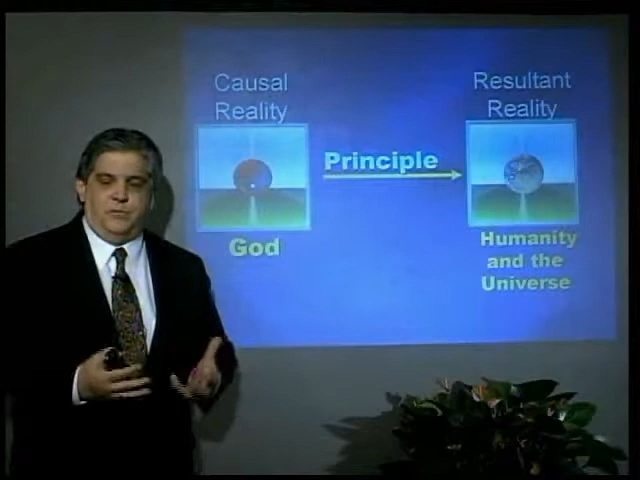 Causal
Reality
God
Principle
Resultant
Reality
Humanity
and the
Universe